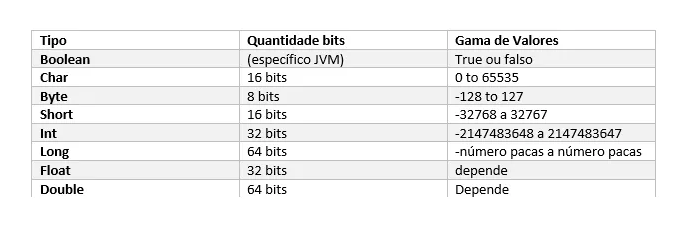 Tipo Quantidade bits Gama de Valores
Boolean (específico JVM) True ou falso
Char 16 bits 0 to 65535
Byte 8 bits -128 to 127
Short 16 bits -32768 a 32767
Int 32 bits -2147483648 a 2147483647
Long 64 bits -número pacas a número pacas
Float 32 bits depende
Double 64 bits Depende